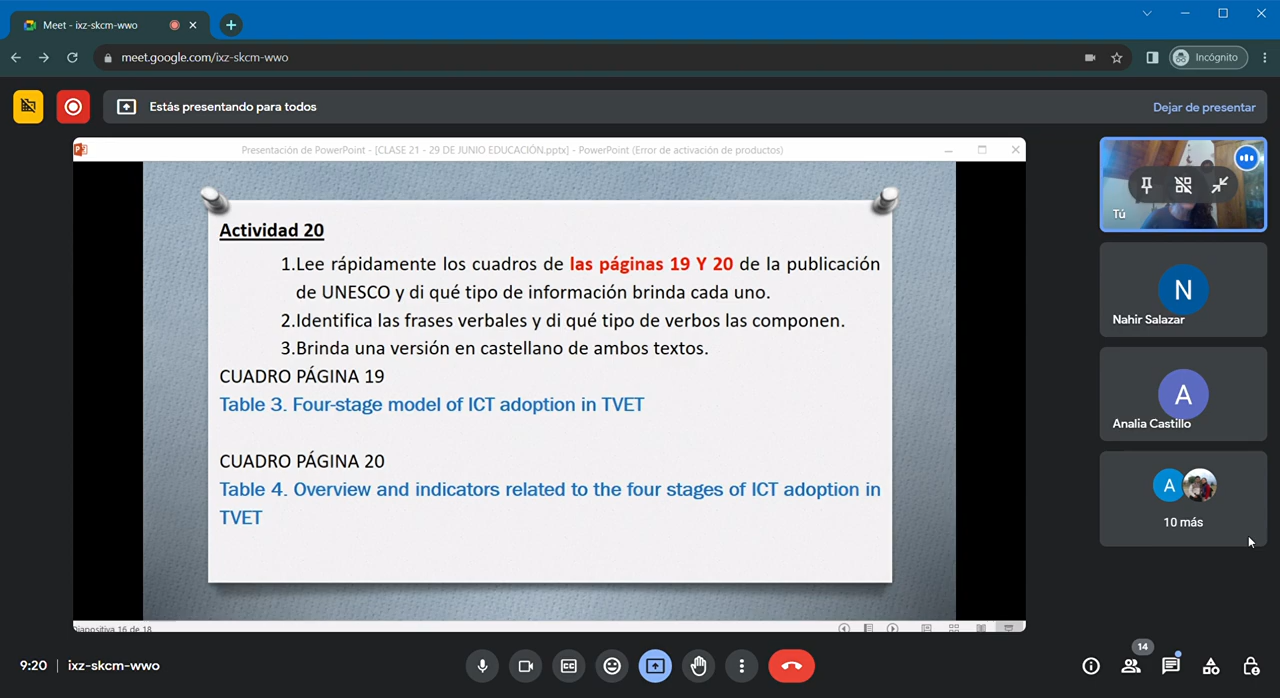 Meet - ixz-skcm-wwo
meet.google.com/ixz-skcm-wwo
Incógnito
Estás presentando para todos
Dejar de presentar
Presentación de PowerPoint - [CLASE 21 - 29 DE JUNIO EDUCACIÓN.pptx] - PowerPoint (Error de activación de productos)
Actividad 20
1.Lee rápidamente los cuadros de las páginas 19 Y 20 de la publicación
de UNESCO y di qué tipo de información brinda cada uno.
2.Identifica las frases verbales y di qué tipo de verbos las componen.
3.Brinda una versión en castellano de ambos textos.
CUADRO PÁGINA 19
Table 3. Four-stage model of ICT adoption in TVET
CUADRO PÁGINA 20
Table 4. Overview and indicators related to the four stages of ICT adoption in
TVET
Diapositiva 16 de 18
Tú
N
Nahir Salazar
A
Analia Castillo
A
10 más
9:20 | ixz-skcm-wwo
14